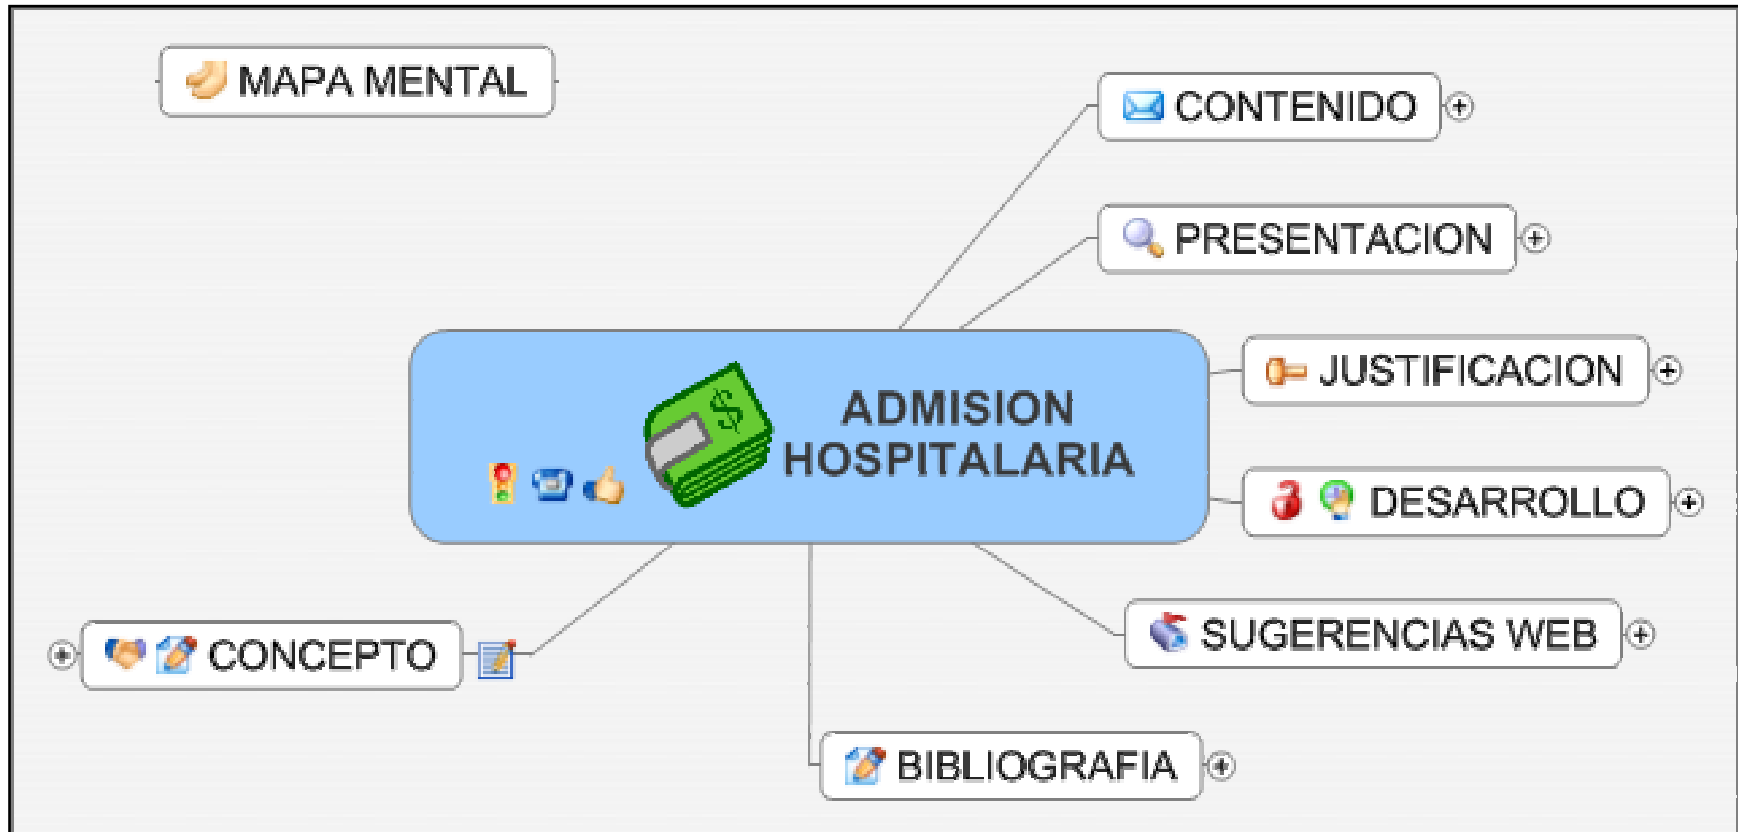 MAPA MENTAL
CONTENIDO
PRESENTACION
JUSTIFICACION
ADMISION
HOSPITALARIA
DESARROLLO
SUGERENCIAS WEB
CONCEPTO
BIBLIOGRAFIA